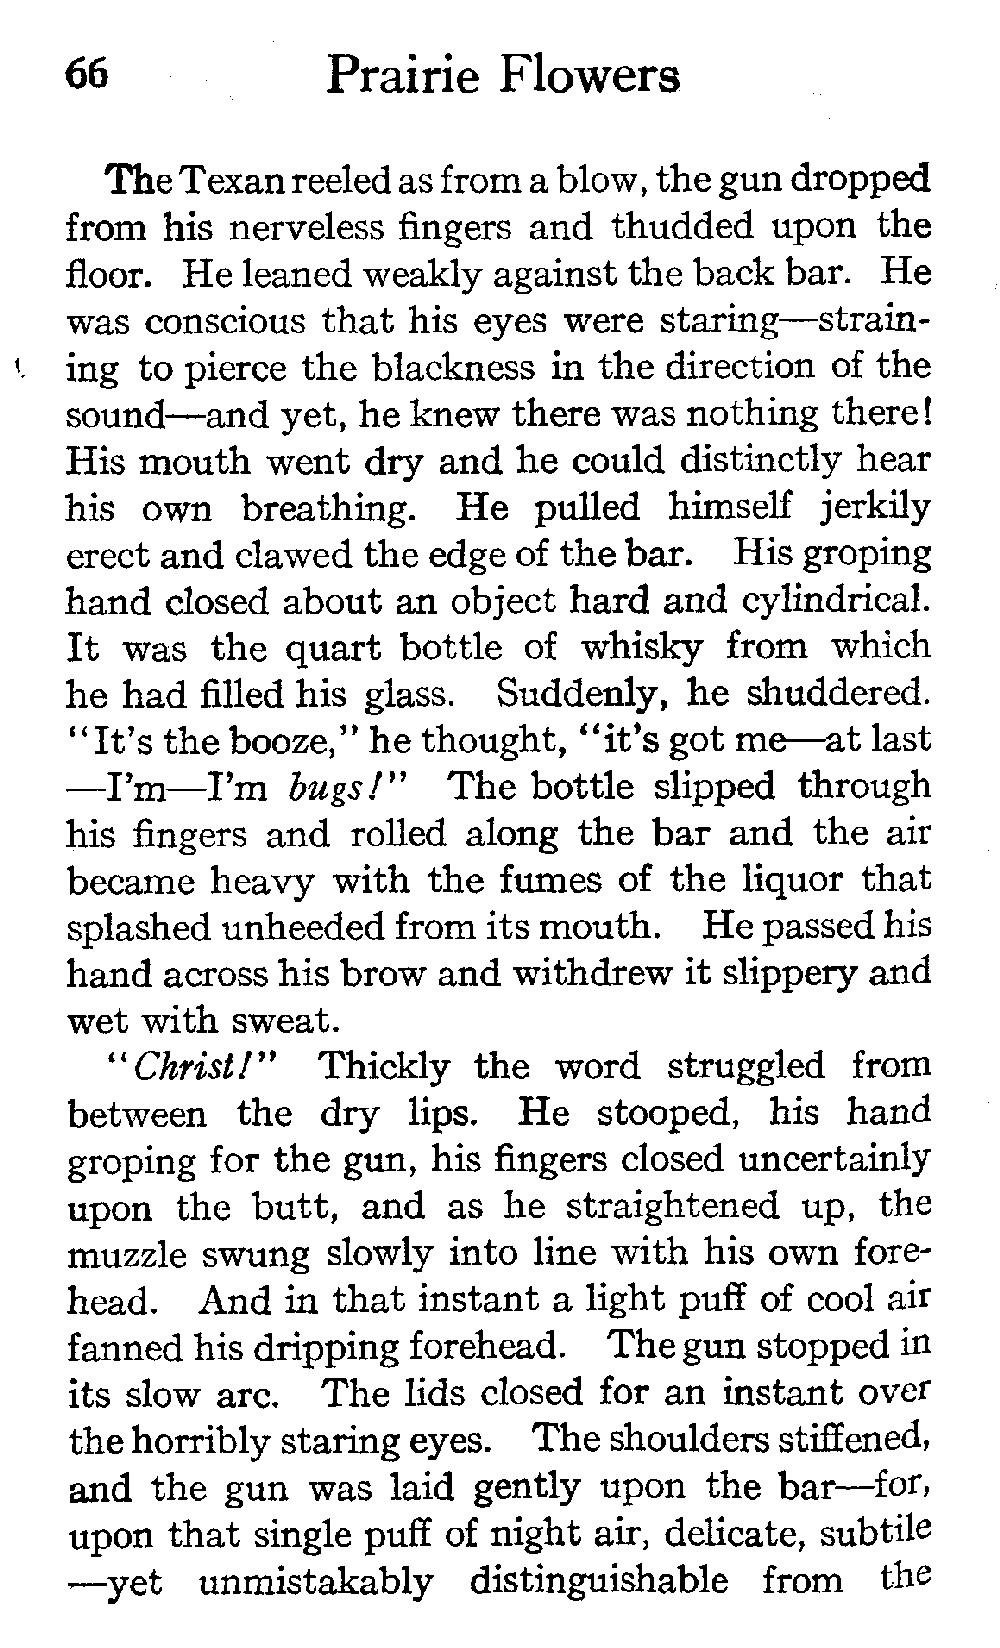 66 Prairie Flowers
The Texan reeled as from a blow, the gun dropped
from his nerveless fingers and thudded upon the
floor. He leaned weakly against the back bar. He
was conscious that his eyes were staring—strain-
ing to pierce the blackness in the direction of the
sound—and yet, he knew there was nothing there!
His mouth went dry and he could distinctly hear
his own breathing. He pulled himself jerkily
erect and clawed the edge of the bar. His groping
hand closed about an object hard and cylindrical.
It was the quart bottle of whisky from which
he had filled his glass. Suddenly, he shuddered.
"It's the booze," he thought, "it's got me—at last
—I'm—I'm bugs!" The bottle slipped through
his fingers and rolled along the bar and the air
became heavy with the fumes of the liquor that
splashed unheeded from its mouth. He passed his
hand across his brow and withdrew it slippery and
wet with sweat.
"Christ!" Thickly the word struggled from
between the dry lips. He stooped, his hand
groping for the gun, his fingers closed uncertainly
upon the butt, and as he straightened up, the
muzzle swung slowly into line with his own fore-
head. And in that instant a light puff of cool air
fanned his dripping forehead. The gun stopped in
its slow arc. The lids closed for an instant over
the horribly staring eyes. The shoulders stiffened,
and the gun was laid gently upon the bar—for,
upon that single puff of night air, delicate, subtile
—yet unmistakably distinguishable from the